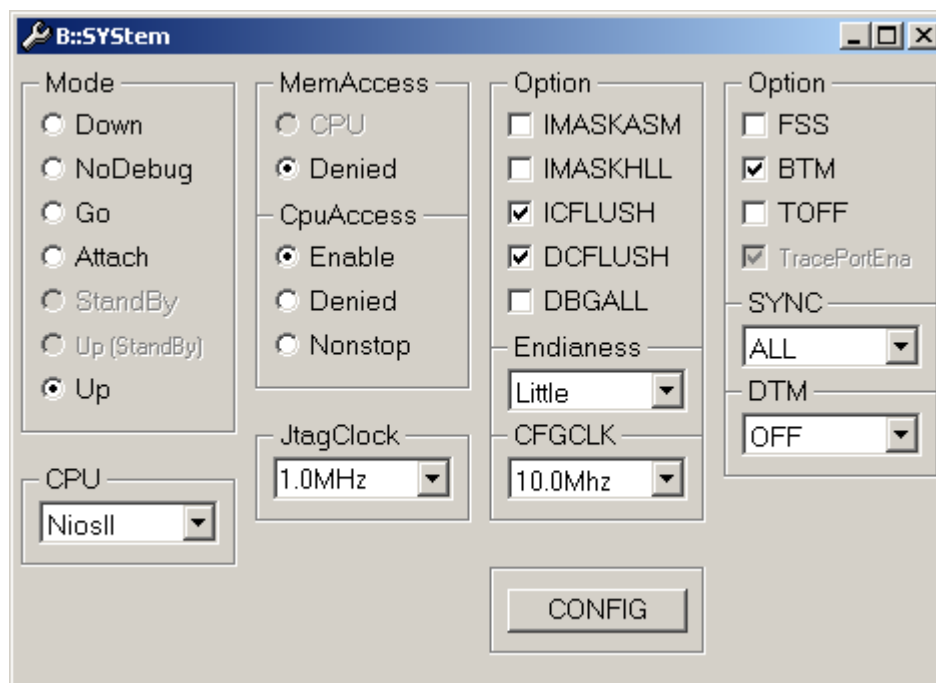 B::SYStem
Mode
Down
NoDebug
Go
Attach
StandBy
Up (StandBy)
Up
CPU
NiosII
MemAccess
CPU
Denied
CpuAccess
Enable
Denied
Nonstop
JtagClock
1.0MHz
Option
IMASKASM
IMASKHLL
ICFLUSH
DCFLUSH
DBGALL
Endianess
Little
CFGCLK
10.0Mhz
CONFIG
Option
FSS
BTM
TOFF
TracePortEna
SYNC
ALL
DTM
OFF